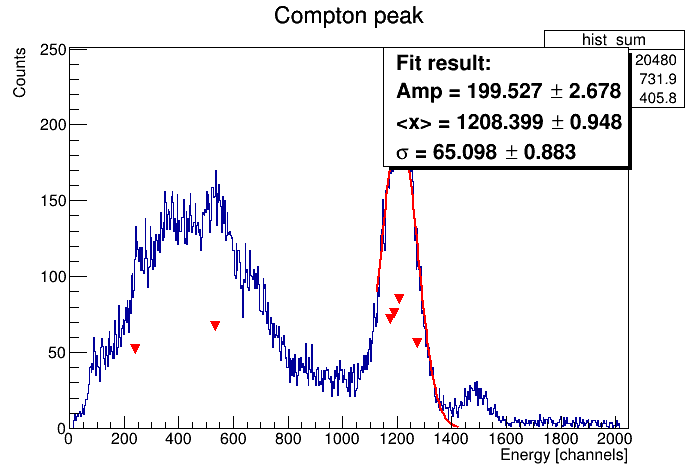 Compton peak
hist_sum
20480
731.9
405.8
Fit result:
Amp = 199.527 ± 2.678
<x> = 1208.399 ± 0.948
σ = 65.098 ± 0.883
Counts
250
200
150
100
50
0
0 200 400 600 800 1000 1200 1400 1600 1800 2000
Energy [channels]